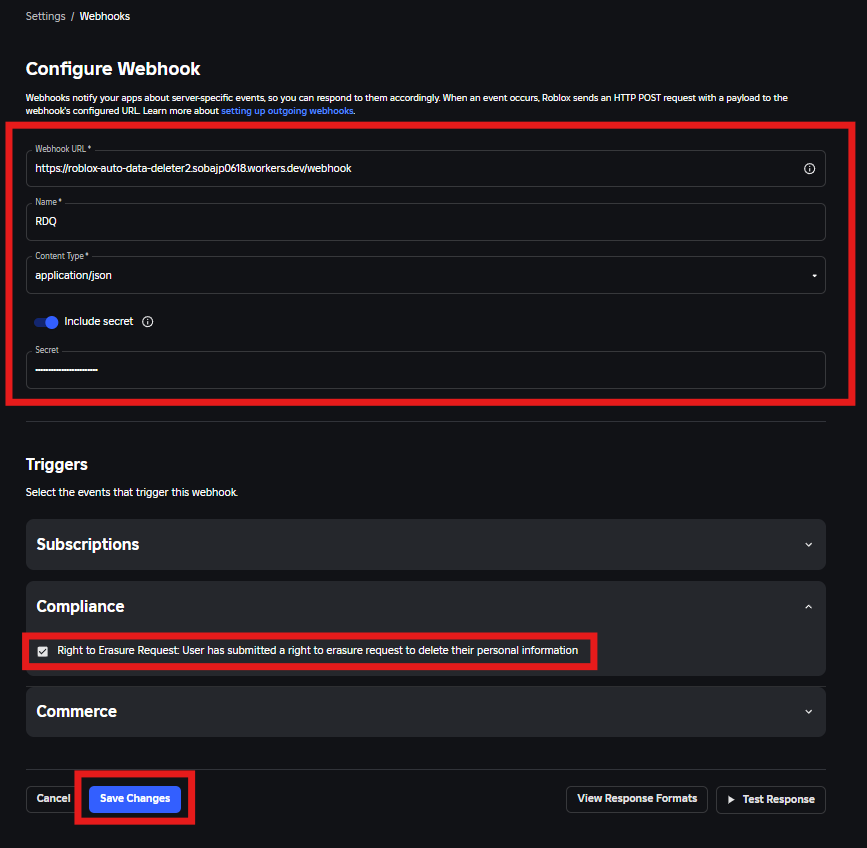 Settings / Webhooks
Configure Webhook
Webhooks notify your apps about server-specific events, so you can respond to them accordingly. When an event occurs, Roblox sends an HTTP POST request with a payload to the
webhook's configured URL. Learn more about setting up outgoing webhooks.
Webhook URL *
https://roblox-auto-data-deleter2.sobajp0618.workers.dev/webhook
Name *
RDQ
Content Type *
application/json
Include secret
Secret
Triggers
Select the events that trigger this webhook.
Subscriptions
Compliance
Right to Erasure Request: User has submitted a right to erasure request to delete their personal information
Commerce
Cancel Save Changes View Response Formats Test Response